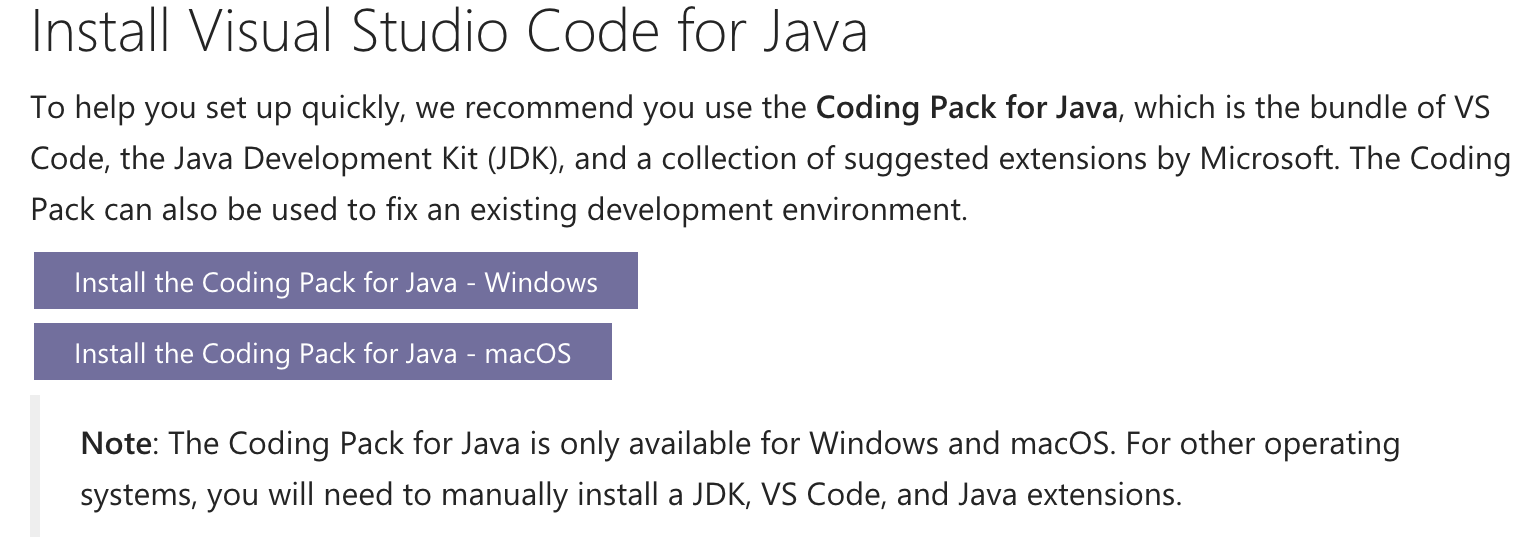 Install Visual Studio Code for Java
To help you set up quickly, we recommend you use the Coding Pack for Java, which is the bundle of VS
Code, the Java Development Kit (JDK), and a collection of suggested extensions by Microsoft. The Coding
Pack can also be used to fix an existing development environment.
Install the Coding Pack for Java - Windows
Install the Coding Pack for Java - macOS
Note: The Coding Pack for Java is only available for Windows and macOS. For other operating
systems, you will need to manually install a JDK, VS Code, and Java extensions.